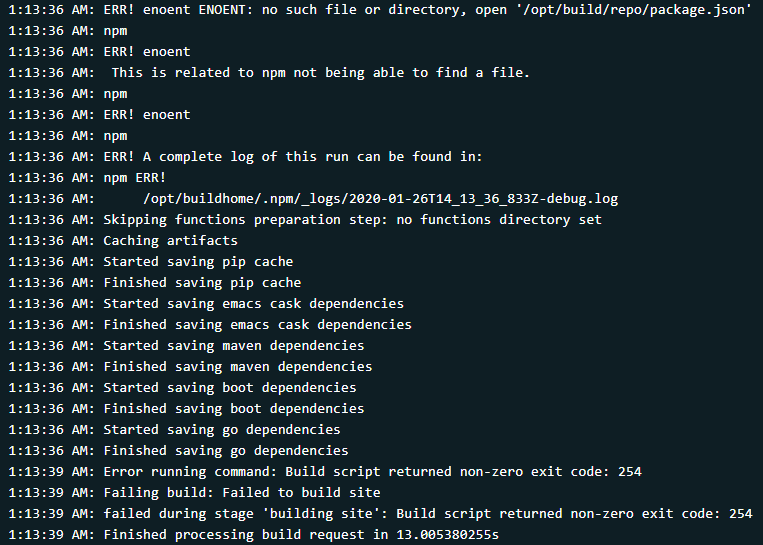 1:13:36 AM: ERR! enoent ENOENT: no such file or directory, open '/opt/build/repo/package.json'
1:13:36 AM: npm
1:13:36 AM: ERR! enoent
1:13:36 AM:  This is related to npm not being able to find a file.
1:13:36 AM: npm
1:13:36 AM: ERR! enoent
1:13:36 AM: npm
1:13:36 AM: ERR! A complete log of this run can be found in:
1:13:36 AM: npm ERR!
1:13:36 AM:      /opt/buildhome/.npm/_logs/2020-01-26T14_13_36_833Z-debug.log
1:13:36 AM: Skipping functions preparation step: no functions directory set
1:13:36 AM: Caching artifacts
1:13:36 AM: Started saving pip cache
1:13:36 AM: Finished saving pip cache
1:13:36 AM: Started saving emacs cask dependencies
1:13:36 AM: Finished saving emacs cask dependencies
1:13:36 AM: Started saving maven dependencies
1:13:36 AM: Finished saving maven dependencies
1:13:36 AM: Started saving boot dependencies
1:13:36 AM: Finished saving boot dependencies
1:13:36 AM: Started saving go dependencies
1:13:36 AM: Finished saving go dependencies
1:13:39 AM: Error running command: Build script returned non-zero exit code: 254
1:13:39 AM: Failing build: Failed to build site
1:13:39 AM: failed during stage 'building site': Build script returned non-zero exit code: 254
1:13:39 AM: Finished processing build request in 13.005380255s